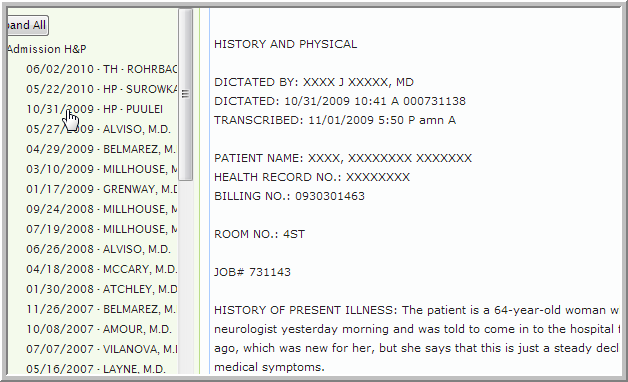 pand All
Admission H&P
06/02/2010 - TH - ROHRBAC
05/22/2010 - HP - SUROWKA
10/31/2009 - HP - PUULEI
05/27/2009 - ALVISO, M.D.
04/29/2009 - BELMAREZ, M.
03/10/2009 - MILLHOUSE, M
01/17/2009 - GRENWAY, M.D
09/24/2008 - MILLHOUSE, M
07/19/2008 - MILLHOUSE, M
06/26/2008 - ALVISO, M.D.
04/18/2008 - MCCARY, M.D.
01/30/2008 - ATCHLEY, M.D.
11/26/2007 - BELMAREZ, M.
10/08/2007 - AMOUR, M.D.
07/07/2007 - VILANOVA, M.I
05/16/2007 - LAYNE, M.D.
HISTORY AND PHYSICAL
DICTATED BY: XXXX J XXXXX, MD
DICTATED: 10/31/2009 10:41 A 000731138
TRANSCRIBED: 11/01/2009 5:50 P amn A
PATIENT NAME: XXXX, XXXXXXXX XXXXXXX
HEALTH RECORD NO.: XXXXXXXX
BILLING NO.: 0930301463
ROOM NO.: 4ST
JOB# 731143
HISTORY OF PRESENT ILLNESS: The patient is a 64-year-old woman w
neurologist yesterday morning and was told to come in to the hospital f
ago, which was new for her, but she says that this is just a steady decl
medical symptoms.